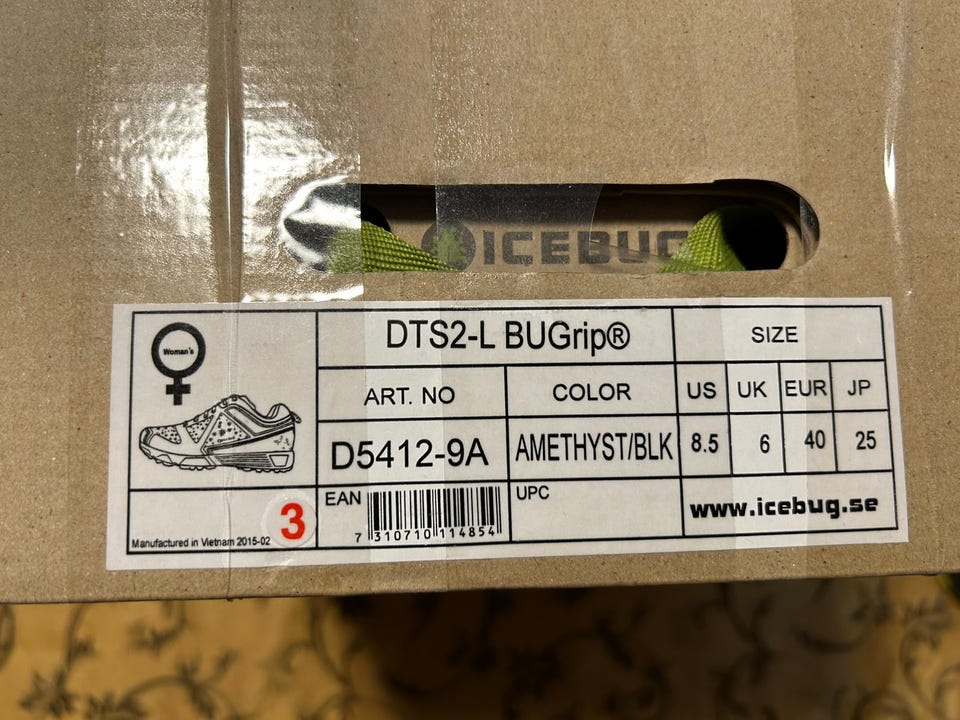 ICEBUG
Woman's
DTS2-L BUGrip®
SIZE
ART. NO
COLOR
US
UK
EUR
JP
D5412-9A
AMETHYST/BLK
8.5
6
40
25
EAN
7 310710 114854
UPC
www.icebug.se
Manufactured in Vietnam 2015-02
3